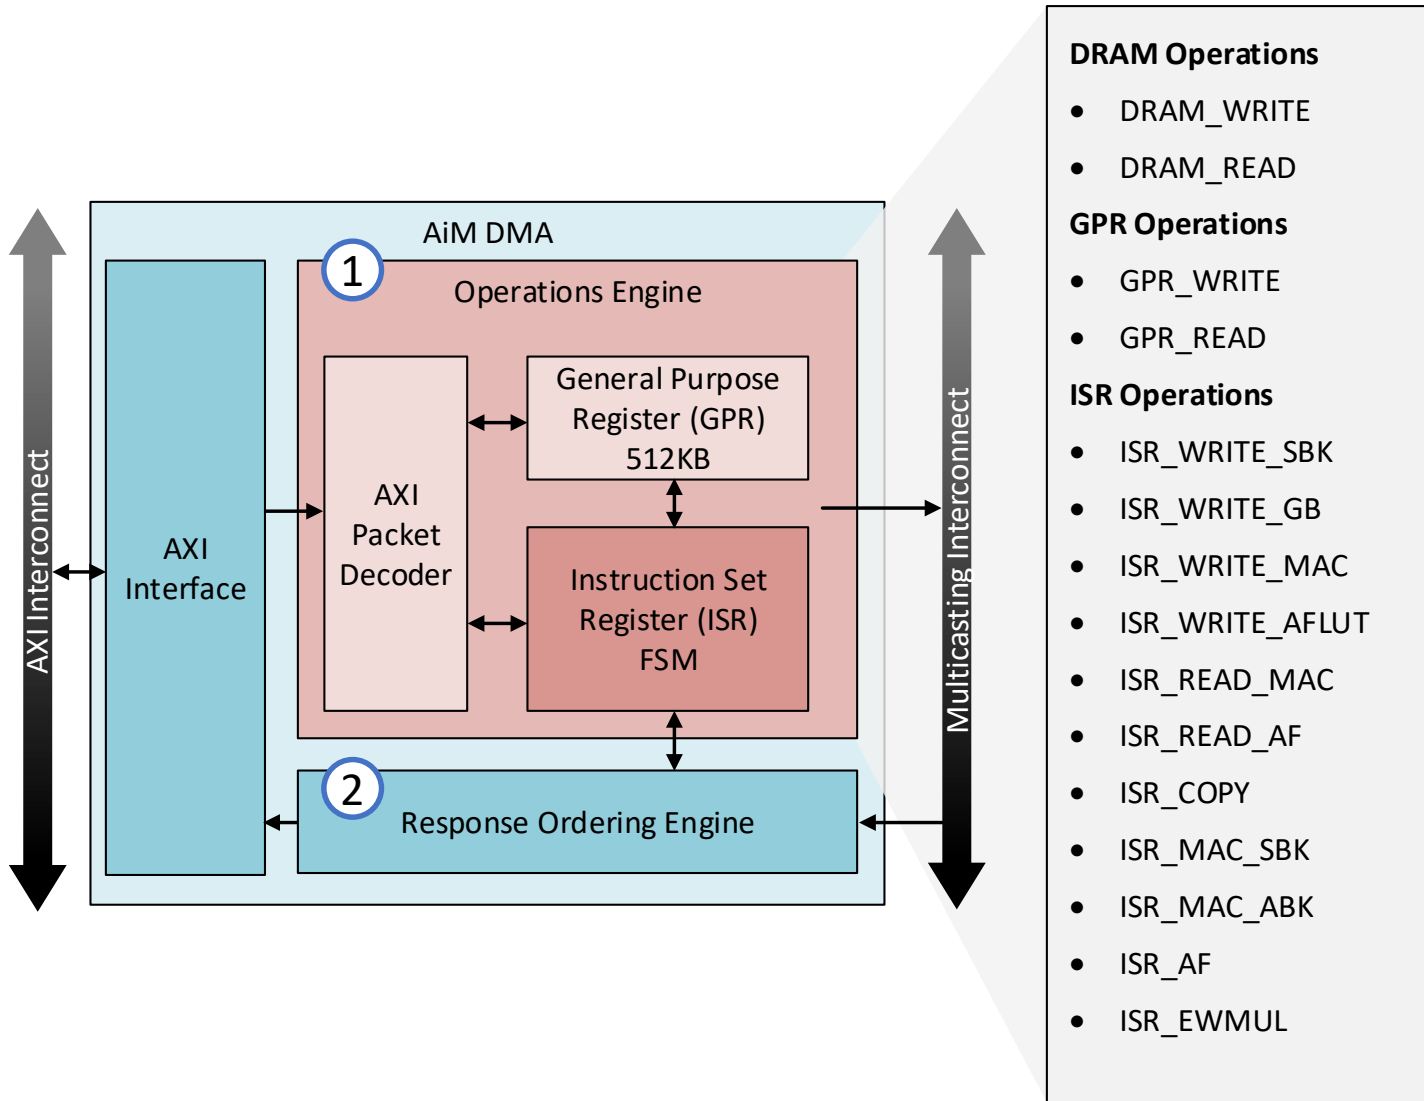 AiM DMA
1
Operations Engine
General Purpose
Register (GPR)
512KB
AXI
Packet
Decoder
AXI
Interface
Instruction Set
Register (ISR)
FSM
2
Response Ordering Engine
AXI Interconnect
Multicasting Interconnect
DRAM Operations
• DRAM_WRITE
• DRAM_READ
GPR Operations
• GPR_WRITE
• GPR_READ
ISR Operations
• ISR_WRITE_SBK
• ISR_WRITE_GB
• ISR_WRITE_MAC
• ISR_WRITE_AFLUT
• ISR_READ_MAC
• ISR_READ_AF
• ISR_COPY
• ISR_MAC_SBK
• ISR_MAC_ABK
• ISR_AF
• ISR_EWMUL